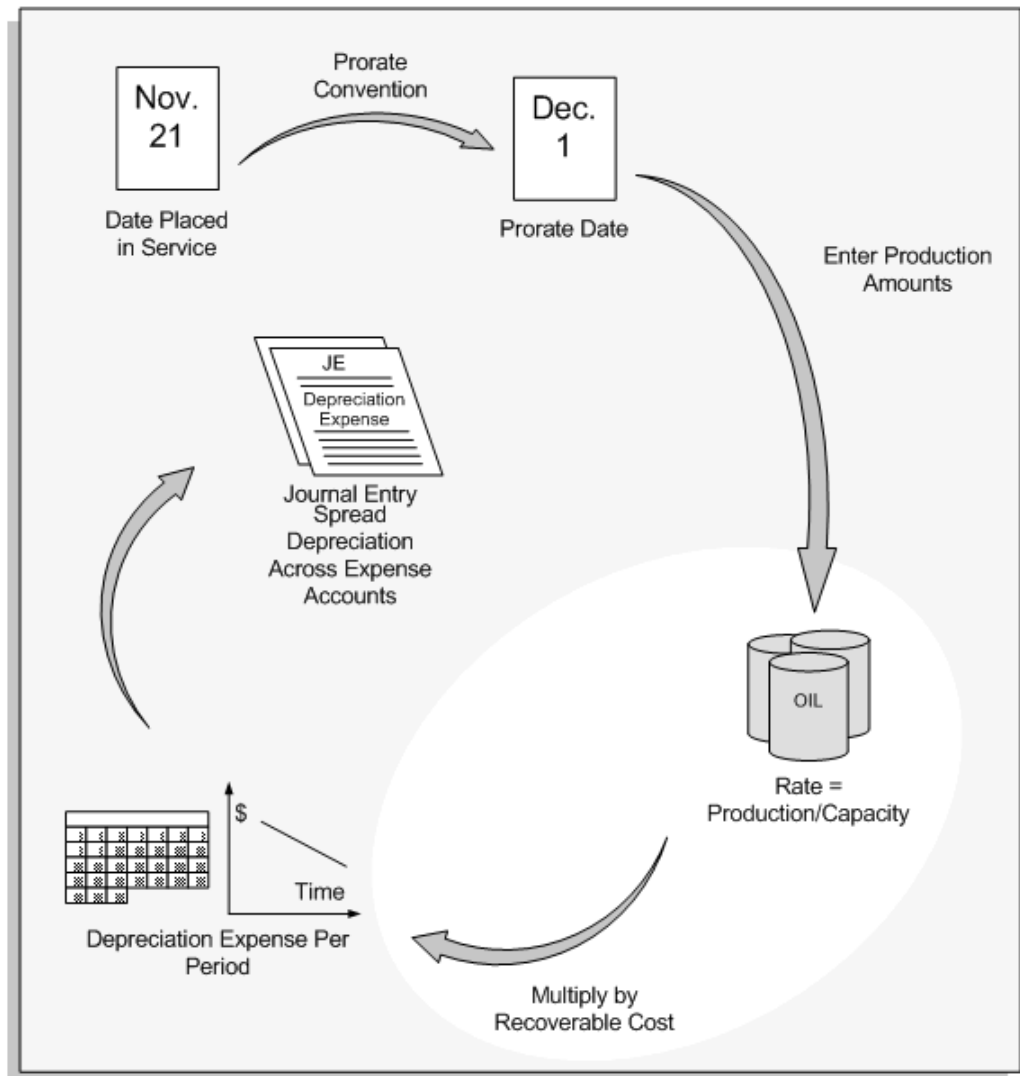 Nov.
21
Date Placed
in Service
Prorate
Convention
Dec.
1
Prorate Date
Enter Production
Amounts
OIL
Rate =
Production/Capacity
Multiply by
Recoverable Cost
$
Time
Depreciation Expense Per
Period
JE
Depreciation
Expense
Journal Entry
Spread
Depreciation
Across Expense
Accounts